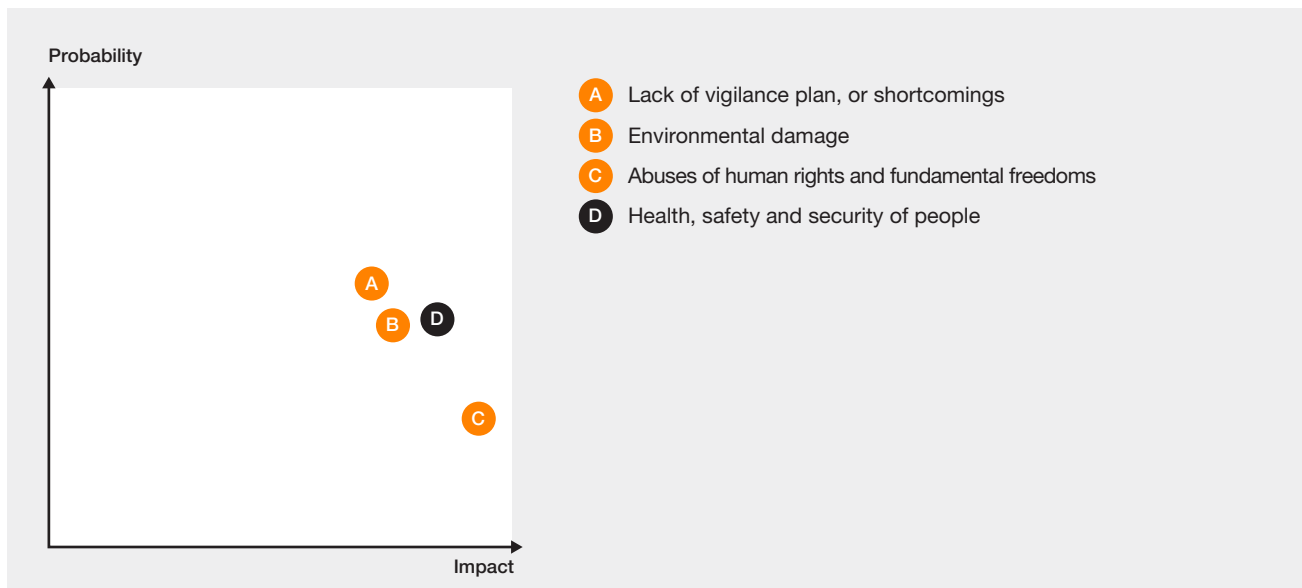 Probability
A Lack of vigilance plan, or shortcomings
B Environmental damage
C Abuses of human rights and fundamental freedoms
D Health, safety and security of people
A
B
D
C
Impact